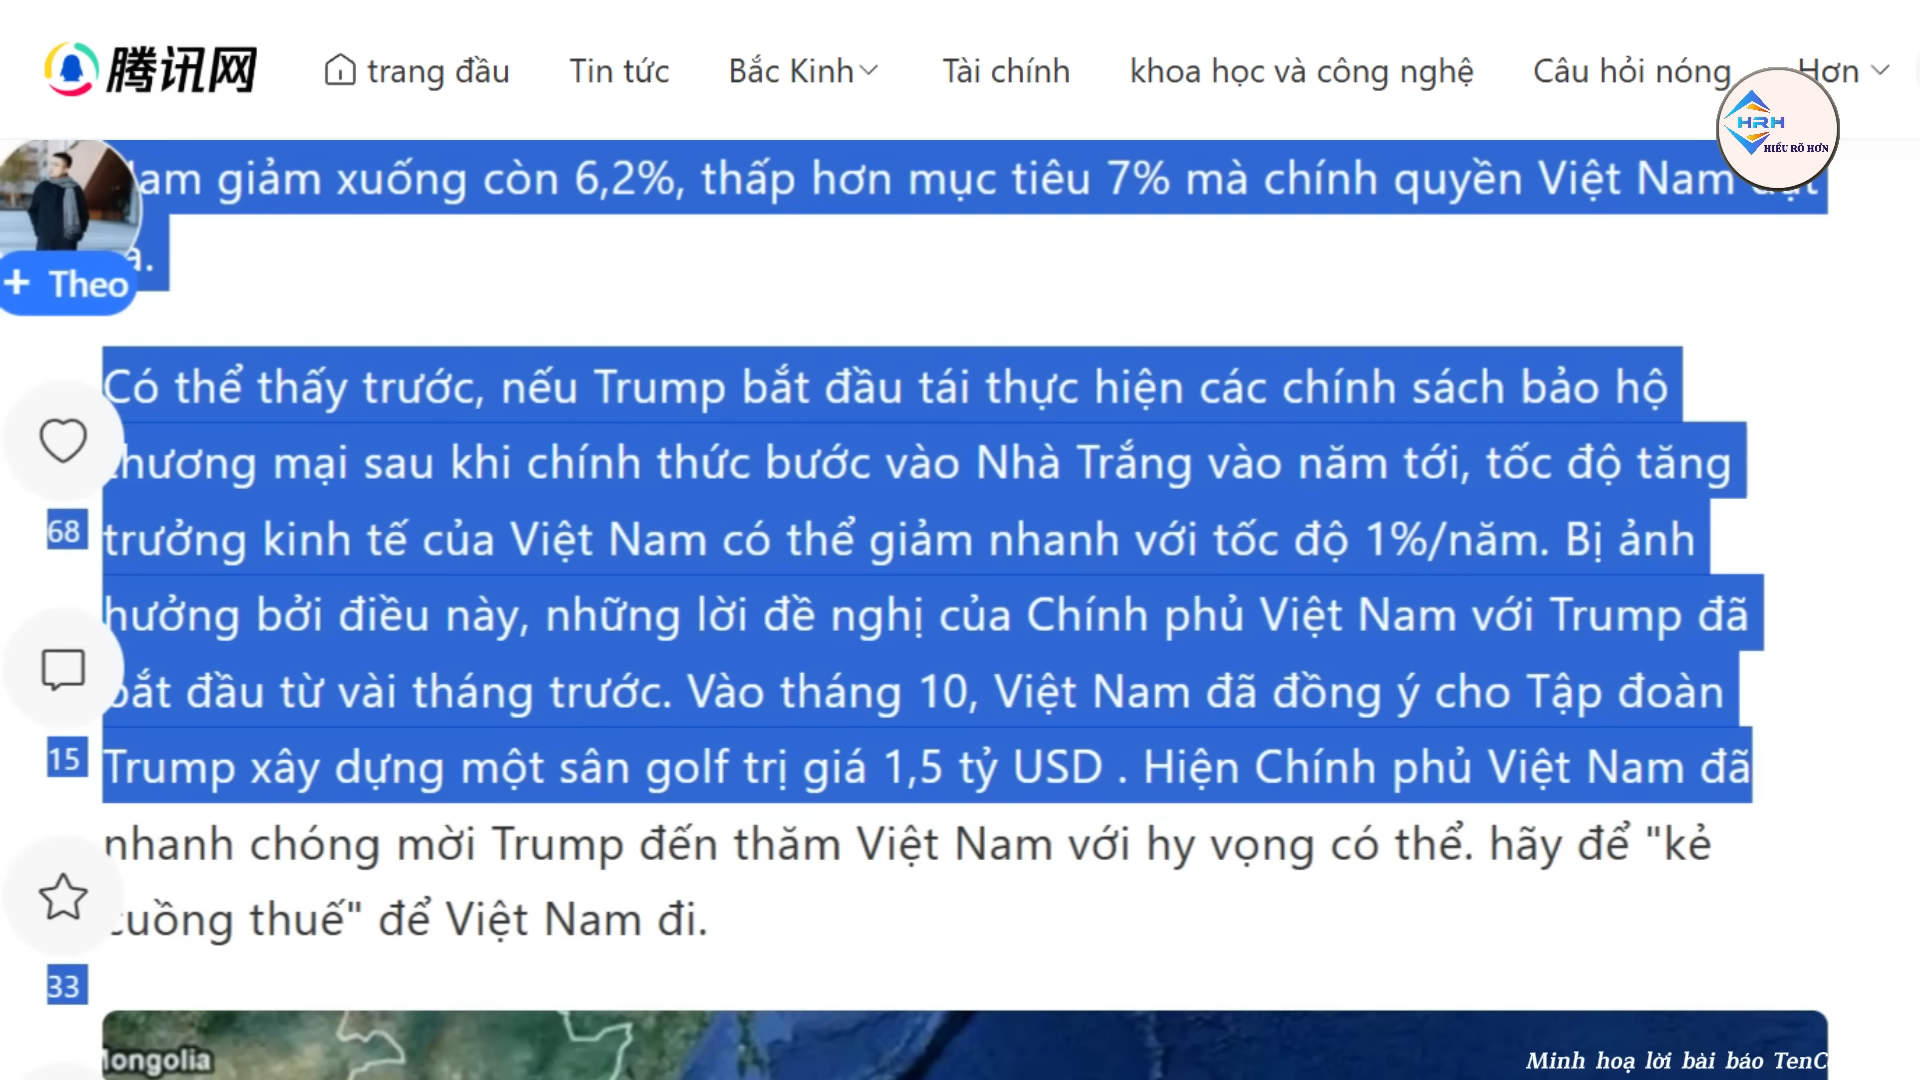 腾讯网 trang đầu Tin tức Bắc Kinh Tài chính khoa học và công nghệ Câu hỏi nóng Hơn
HRH
HIỂU RÕ HƠN
am giảm xuống còn 6,2%, thấp hơn mục tiêu 7% mà chính quyền Việt Nam đặt
a.
+ Theo
Có thể thấy trước, nếu Trump bắt đầu tái thực hiện các chính sách bảo hộ
thương mại sau khi chính thức bước vào Nhà Trắng vào năm tới, tốc độ tăng
68
trưởng kinh tế của Việt Nam có thể giảm nhanh với tốc độ 1%/năm. Bị ảnh
hưởng bởi điều này, những lời đề nghị của Chính phủ Việt Nam với Trump đã
bắt đầu từ vài tháng trước. Vào tháng 10, Việt Nam đã đồng ý cho Tập đoàn
15
Trump xây dựng một sân golf trị giá 1,5 tỷ USD . Hiện Chính phủ Việt Nam đã
nhanh chóng mời Trump đến thăm Việt Nam với hy vọng có thể. hãy để "kẻ
cuồng thuế" để Việt Nam đi.
33
Mongolia
Minh hoạ lời bài báo TenC